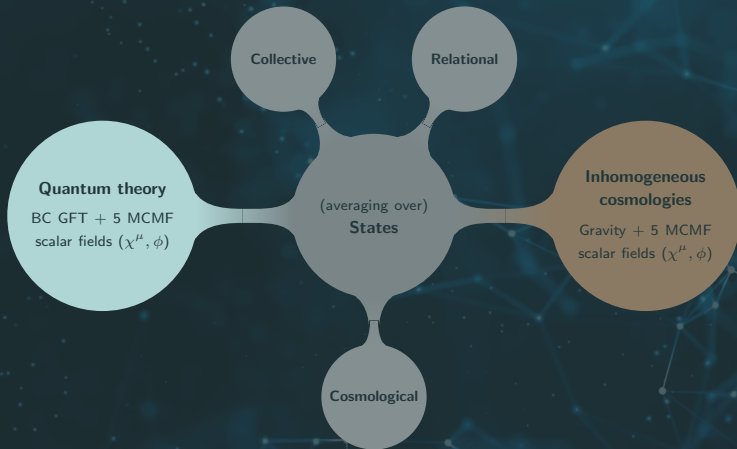 Collective
Relational
Quantum theory
BC GFT + 5 MCMF
scalar fields (χ^μ, ϕ)
(averaging over)
States
Inhomogeneous
cosmologies
Gravity + 5 MCMF
scalar fields (χ^μ, ϕ)
Cosmological